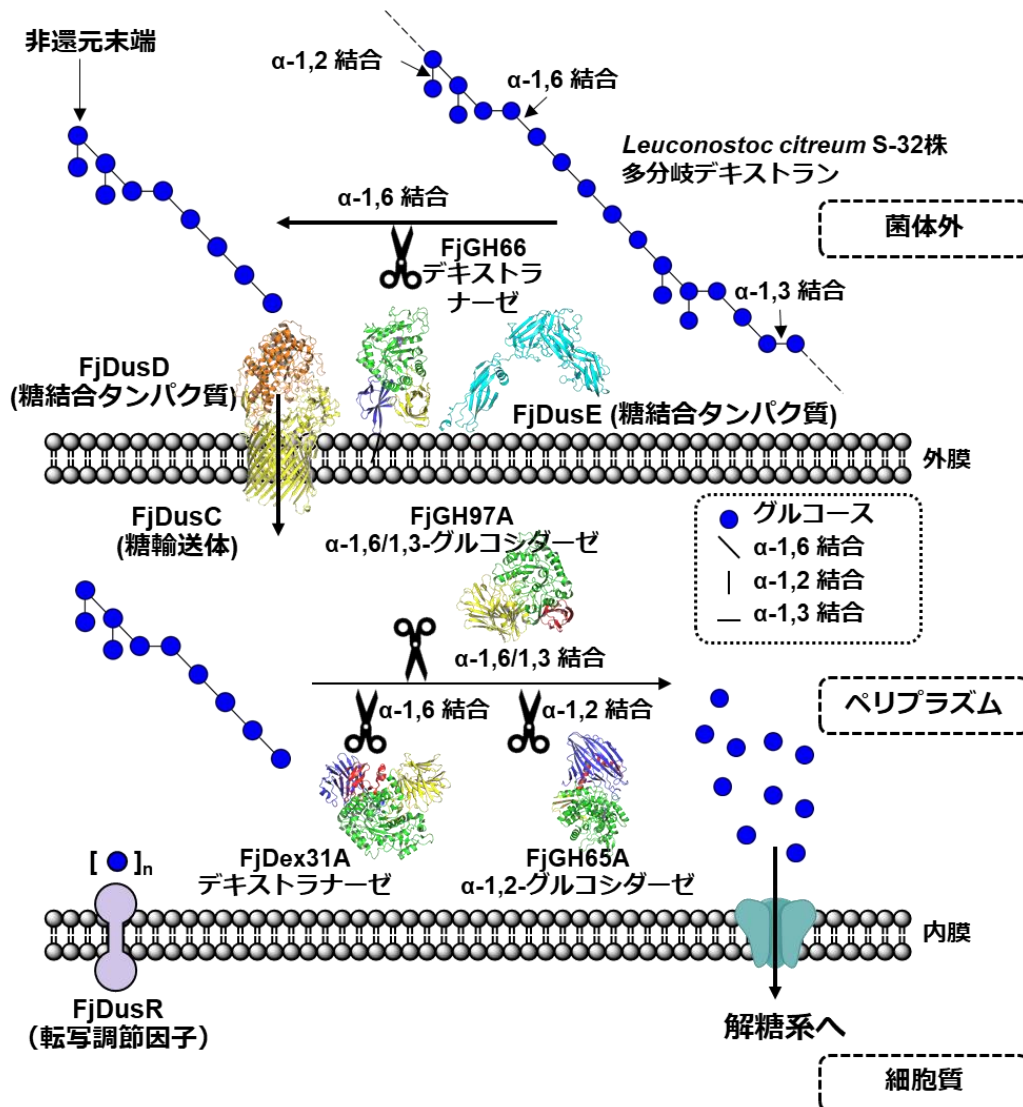 非還元末端
α-1,2 結合
α-1,6 結合
Leuconostoc citreum S-32株
多分岐デキストラン
菌体外
α-1,6 結合
FjGH66
デキストラ
ナーゼ
α-1,3 結合
FjDusD
(糖結合タンパク質)
FjDusE (糖結合タンパク質)
外膜
FjDusC
(糖輸送体)
FjGH97A
α-1,6/1,3-グルコシダーゼ
グルコース
α-1,6 結合
α-1,2 結合
α-1,3 結合
α-1,6/1,3 結合
α-1,6 結合
α-1,2 結合
ペリプラズム
FjDex31A
デキストラナーゼ
FjGH65A
α-1,2-グルコシダーゼ
[ ]n
内膜
FjDusR
（転写調節因子）
解糖系へ
細胞質